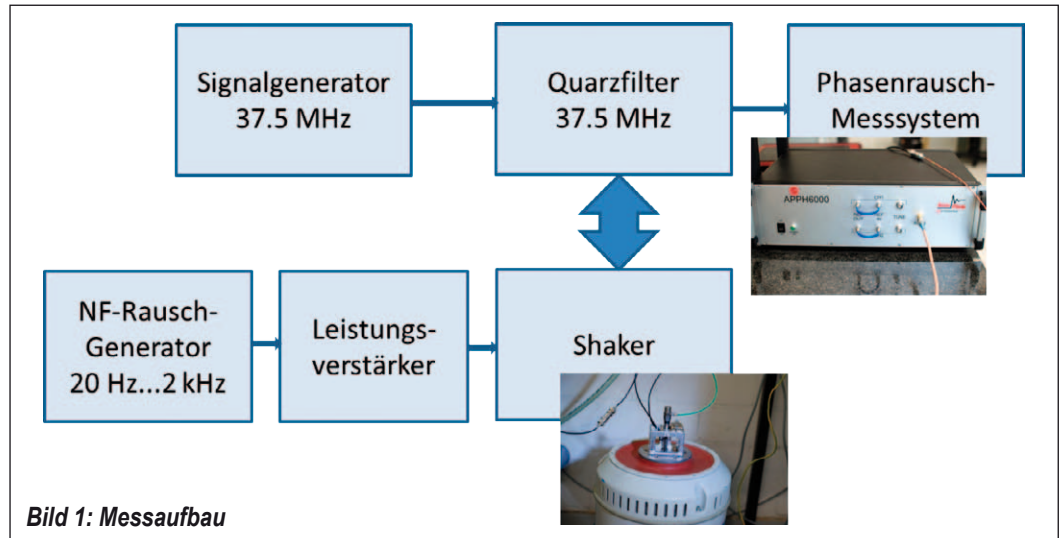 Signalgenerator
37.5 MHz
Quarzfilter
37.5 MHz
Phasenrausch-
Messsystem
APPH6000
NF-Rausch-
Generator
20 Hz...2 kHz
Leistungs-
verstärker
Shaker
Bild 1: Messaufbau